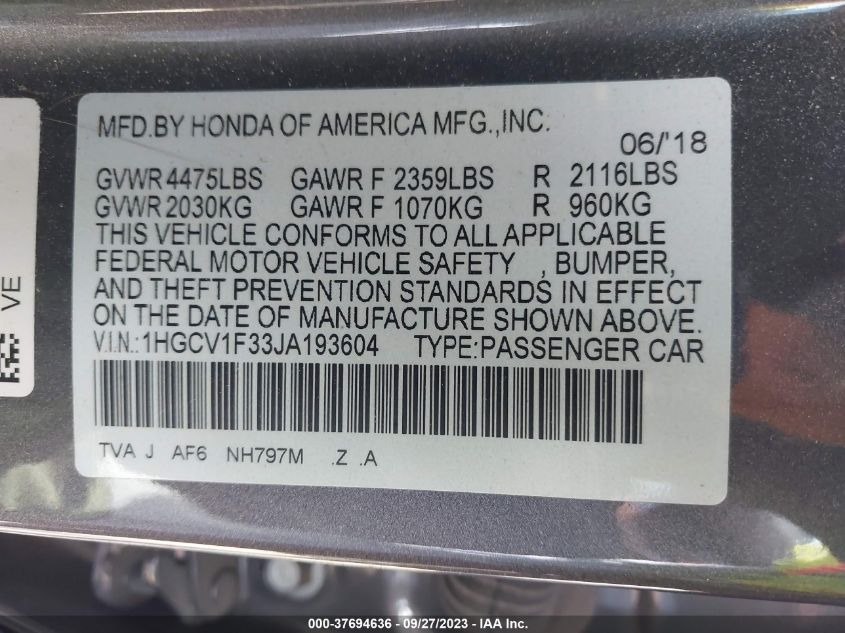 MFD.BY HONDA OF AMERICA MFG.,INC.
06/'18
GVWR 4475LBS GAWR F 2359LBS R 2116LBS
GVWR 2030KG GAWR F 1070KG R 960KG
THIS VEHICLE CONFORMS TO ALL APPLICABLE
FEDERAL MOTOR VEHICLE SAFETY , BUMPER,
AND THEFT PREVENTION STANDARDS IN EFFECT
ON THE DATE OF MANUFACTURE SHOWN ABOVE.
V.I.N.:1HGCV1F33JA193604 TYPE:PASSENGER CAR
TVA J AF6 NH797M .Z .A
VE
000-37694636 - 09/27/2023 - IAA Inc.